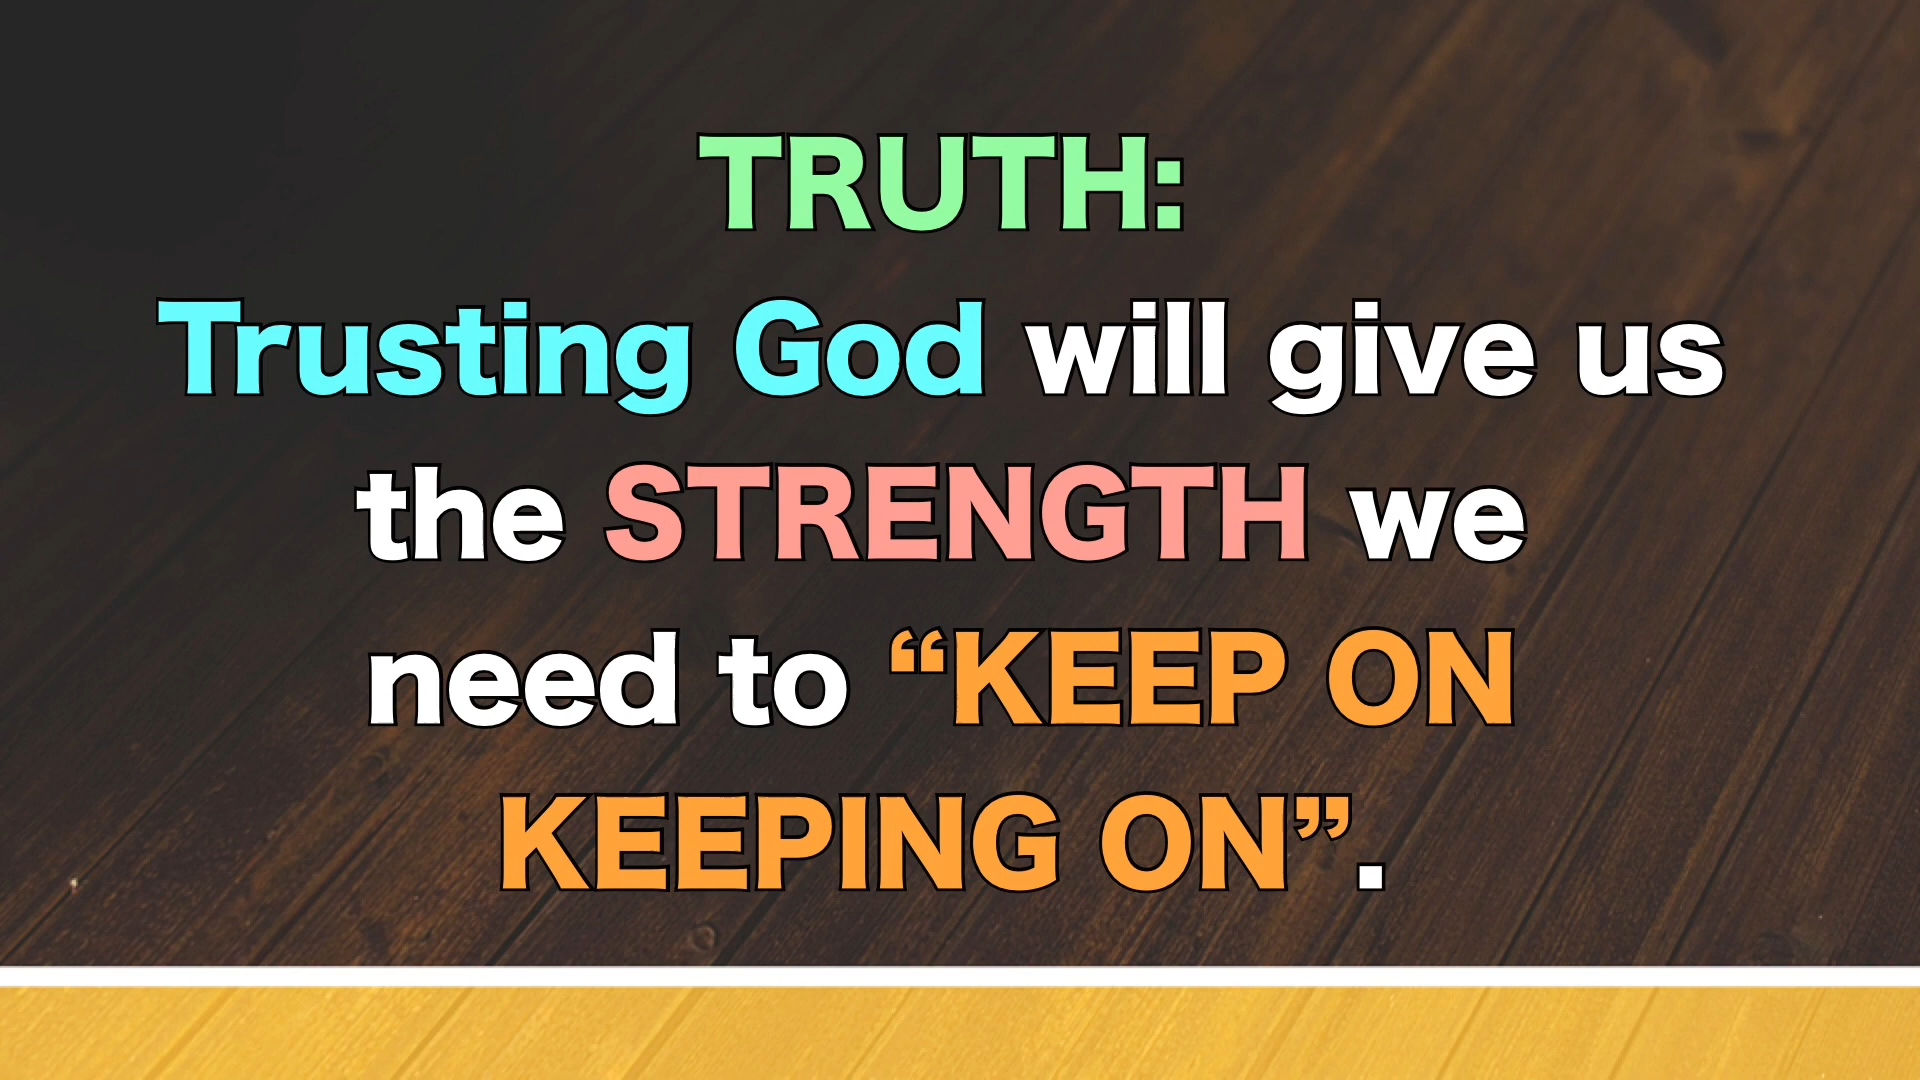 TRUTH:
Trusting God will give us
the STRENGTH we
need to “KEEP ON
KEEPING ON”.